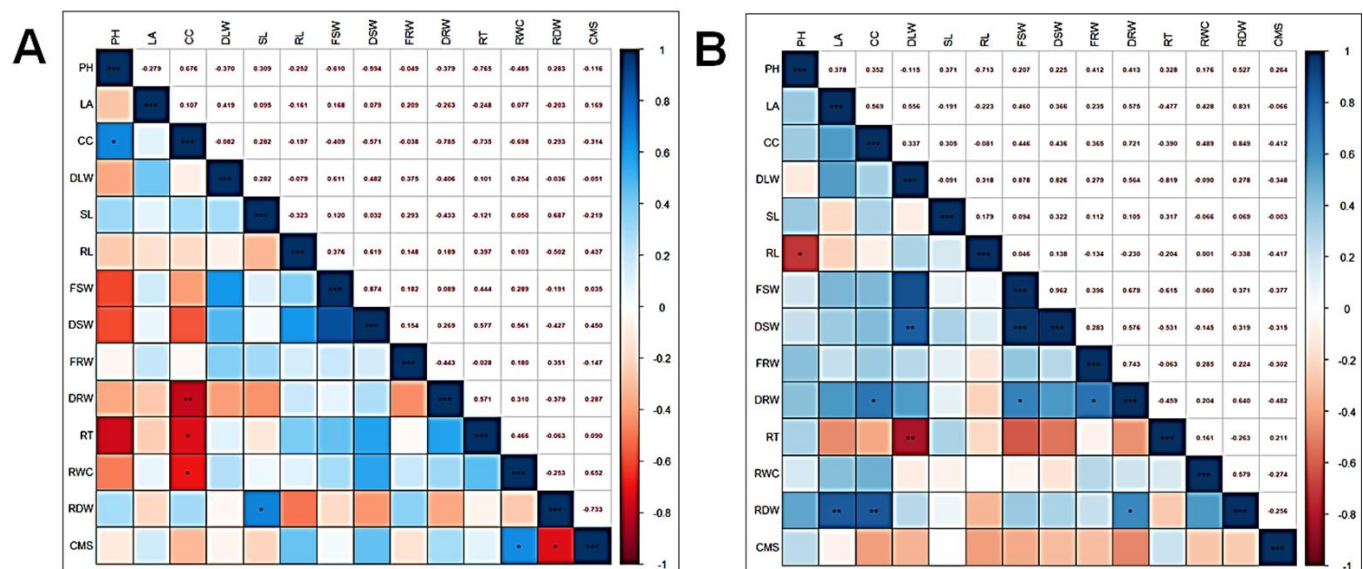 A
PH LA CC DLW SL RL FSW DSW FRW DRW RT RWC RDW CMS
PH *** -0.279 0.676 -0.370 0.309 -0.252 -0.610 -0.594 -0.049 -0.379 -0.765 -0.485 0.283 -0.116
LA *** 0.107 0.419 0.095 -0.161 0.168 0.079 0.209 -0.263 -0.248 0.077 -0.203 0.169
CC * *** -0.082 0.282 -0.197 -0.409 -0.571 -0.038 -0.785 -0.735 -0.698 0.293 -0.314
DLW *** 0.282 -0.079 0.611 0.482 0.375 -0.406 0.101 0.254 -0.036 -0.051
SL *** -0.323 0.120 0.032 0.293 -0.433 -0.121 0.050 0.687 -0.219
RL *** 0.376 0.619 0.148 0.189 0.397 0.103 -0.502 0.437
FSW *** 0.874 0.182 0.089 0.444 0.289 -0.191 0.035
DSW *** 0.154 0.269 0.577 0.561 -0.427 0.450
FRW *** -0.443 -0.028 0.180 0.351 -0.147
DRW ** *** 0.571 0.310 -0.379 0.287
RT * *** 0.466 -0.063 0.090
RWC * *** -0.253 0.652
RDW * *** -0.733
CMS * * ***
1
0.8
0.6
0.4
0.2
0
-0.2
-0.4
-0.6
-0.8
-1
B
PH LA CC DLW SL RL FSW DSW FRW DRW RT RWC RDW CMS
PH *** 0.378 0.352 -0.115 0.371 -0.713 0.207 0.225 0.412 0.413 0.328 0.176 0.527 0.264
LA *** 0.569 0.556 -0.191 -0.223 0.460 0.366 0.235 0.575 -0.477 0.428 0.831 -0.066
CC *** 0.337 0.305 -0.081 0.446 0.436 0.365 0.721 -0.390 0.489 0.849 -0.412
DLW *** -0.091 0.318 0.878 0.826 0.279 0.564 -0.819 -0.090 0.278 -0.348
SL *** 0.179 0.094 0.322 0.112 0.105 0.317 -0.066 0.069 -0.003
RL * *** 0.046 0.138 -0.134 -0.230 -0.204 0.001 -0.338 -0.417
FSW *** 0.962 0.396 0.679 -0.615 -0.060 0.371 -0.377
DSW ** *** *** 0.283 0.576 -0.531 -0.145 0.319 -0.315
FRW *** 0.743 -0.063 0.285 0.224 -0.302
DRW * * * *** -0.459 0.204 0.640 -0.482
RT ** *** 0.161 -0.263 0.211
RWC *** 0.579 -0.274
RDW ** ** * *** -0.256
CMS ***
1
0.8
0.6
0.4
0.2
0
-0.2
-0.4
-0.6
-0.8
-1